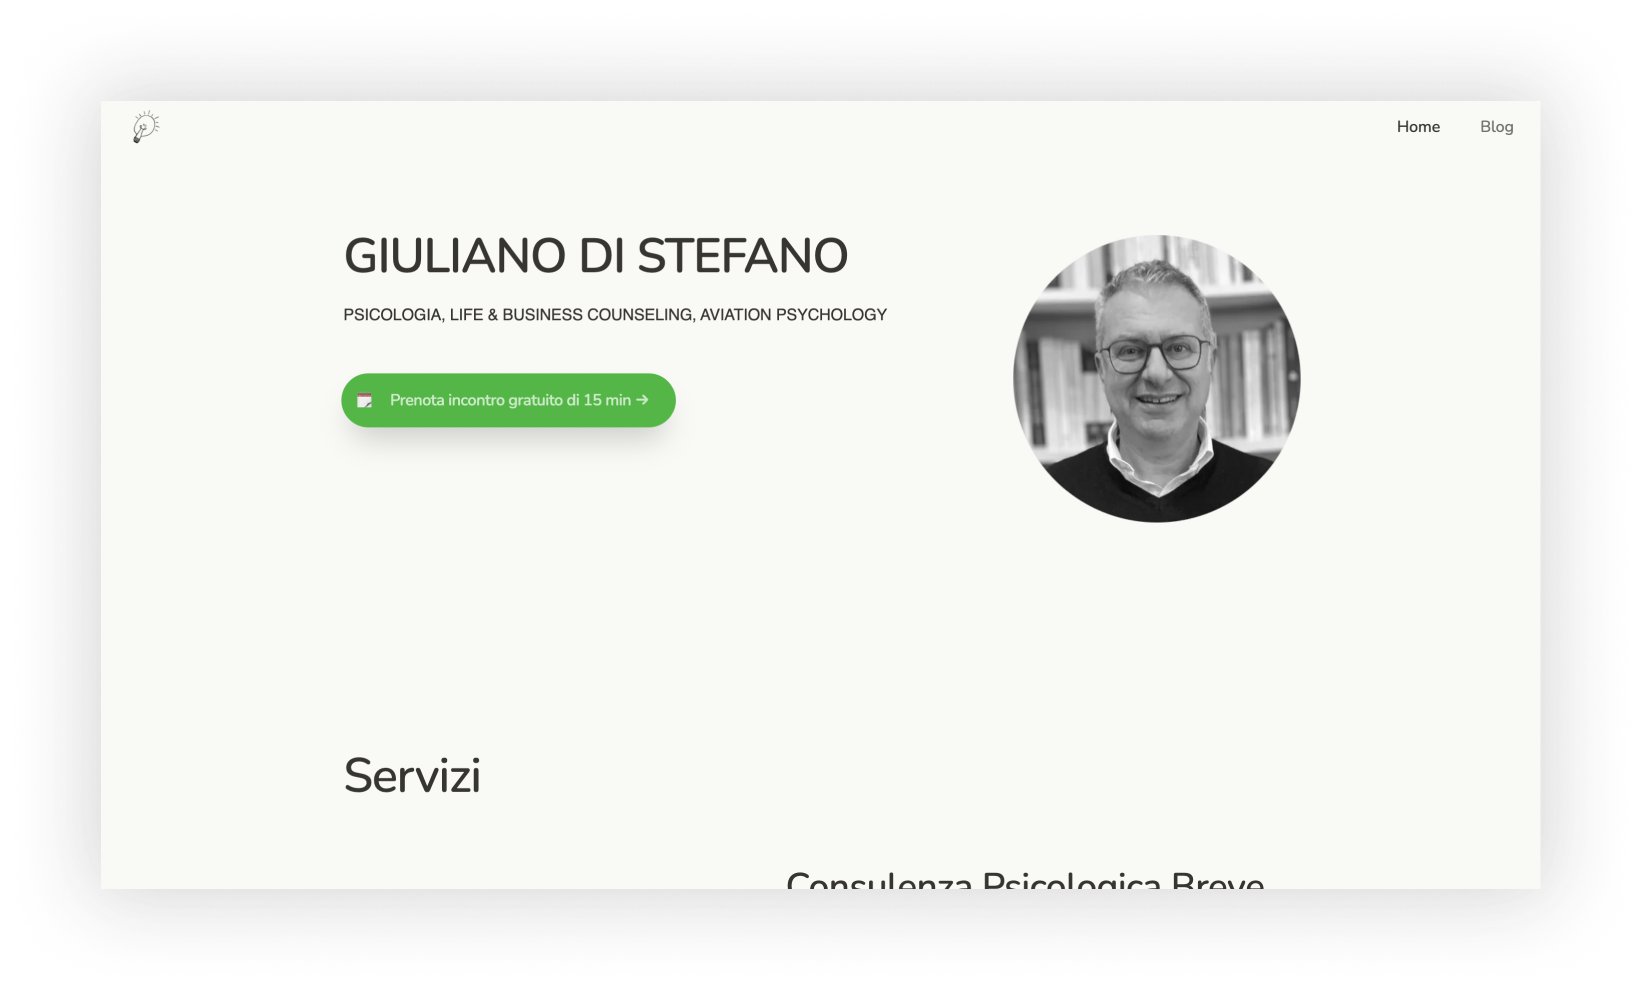 Home
Blog
GIULIANO DI STEFANO
PSICOLOGIA, LIFE & BUSINESS COUNSELING, AVIATION PSYCHOLOGY
Prenota incontro gratuito di 15 min →
Servizi
Consulenza Psicologica Breve